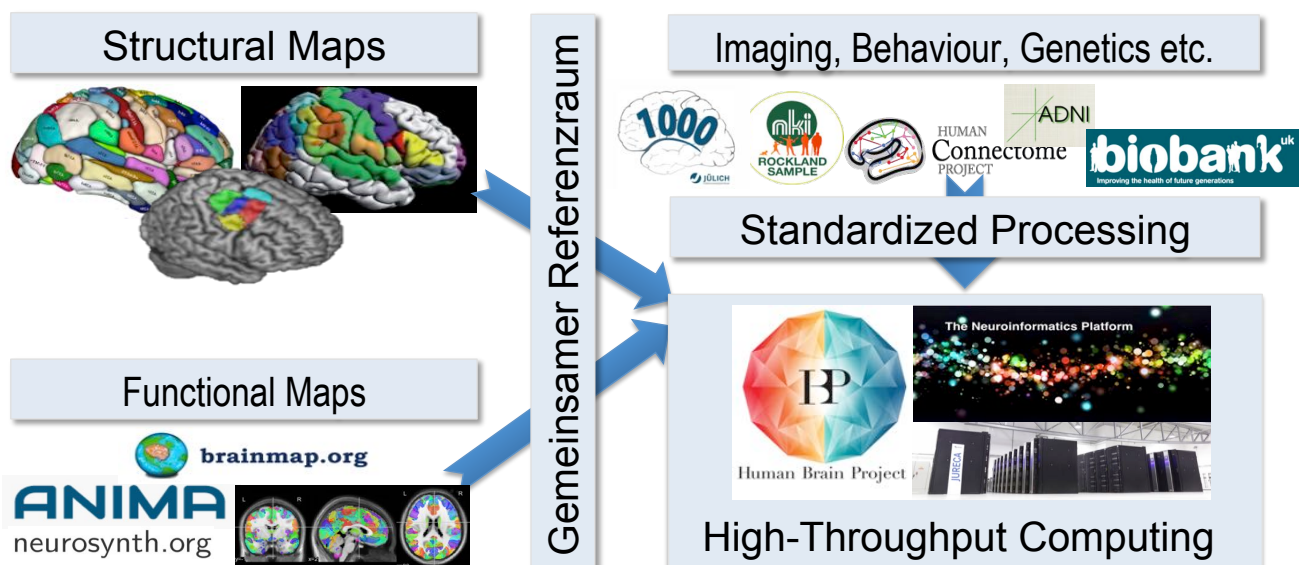 Structural Maps
Functional Maps
brainmap.org
ANIMA
neurosynth.org
L R
L R
Gemeinsamer Referenzraum
Imaging, Behaviour, Genetics etc.
1000
JÜLICH
nki
ROCKLAND
SAMPLE
HUMAN
Connectome
PROJECT
ADNI
biobank uk
Improving the health of future generations
Standardized Processing
The Neuroinformatics Platform
HBP
Human Brain Project
JURECA
High-Throughput Computing